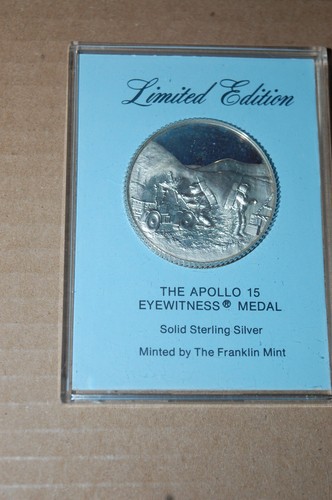 Limited Edition
THE APOLLO 15
EYEWITNESS® MEDAL
Solid Sterling Silver
Minted by The Franklin Mint